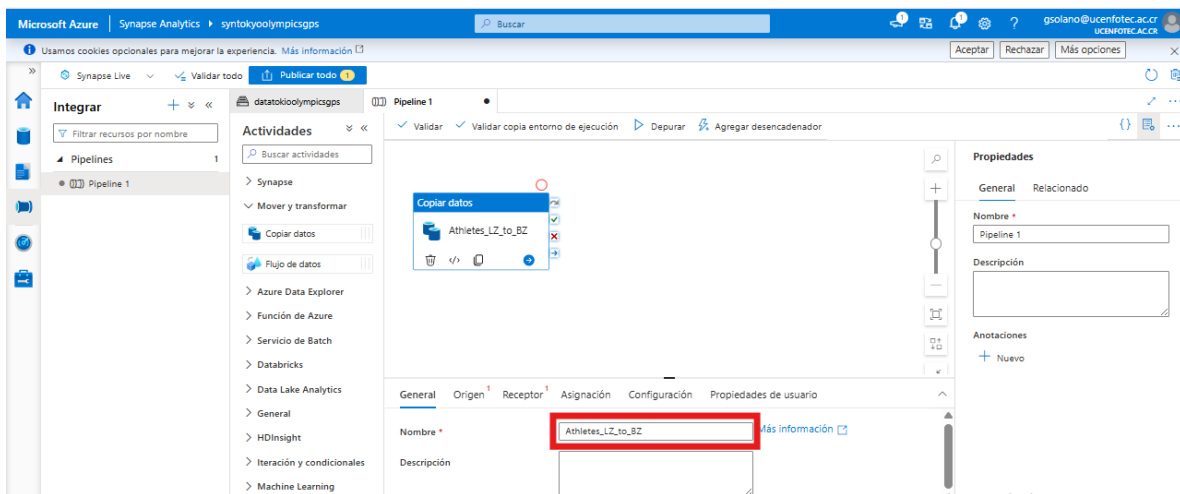 Microsoft Azure Synapse Analytics syntokyoolympicsgps Buscar 1 1 ? gsolano@ucenfotec.ac.cr
UCENFOTEC.AC.CR
Usamos cookies opcionales para mejorar la experiencia. Más información Aceptar Rechazar Más opciones
Synapse Live Validar todo Publicar todo 1
Integrar
Filtrar recursos por nombre
Pipelines 1
Pipeline 1
datatokioolympicsgps Pipeline 1
Actividades
Buscar actividades
Synapse
Mover y transformar
Copiar datos
Flujo de datos
Azure Data Explorer
Función de Azure
Servicio de Batch
Databricks
Data Lake Analytics
General
HDInsight
Iteración y condicionales
Machine Learning
Validar Validar copia entorno de ejecución Depurar Agregar desencadenador
Copiar datos
Athletes_LZ_to_BZ
General Origen 1 Receptor 1 Asignación Configuración Propiedades de usuario
Nombre * Athletes_LZ_to_BZ Más información
Descripción
Propiedades
General Relacionado
Nombre *
Pipeline 1
Descripción
Anotaciones
Nuevo